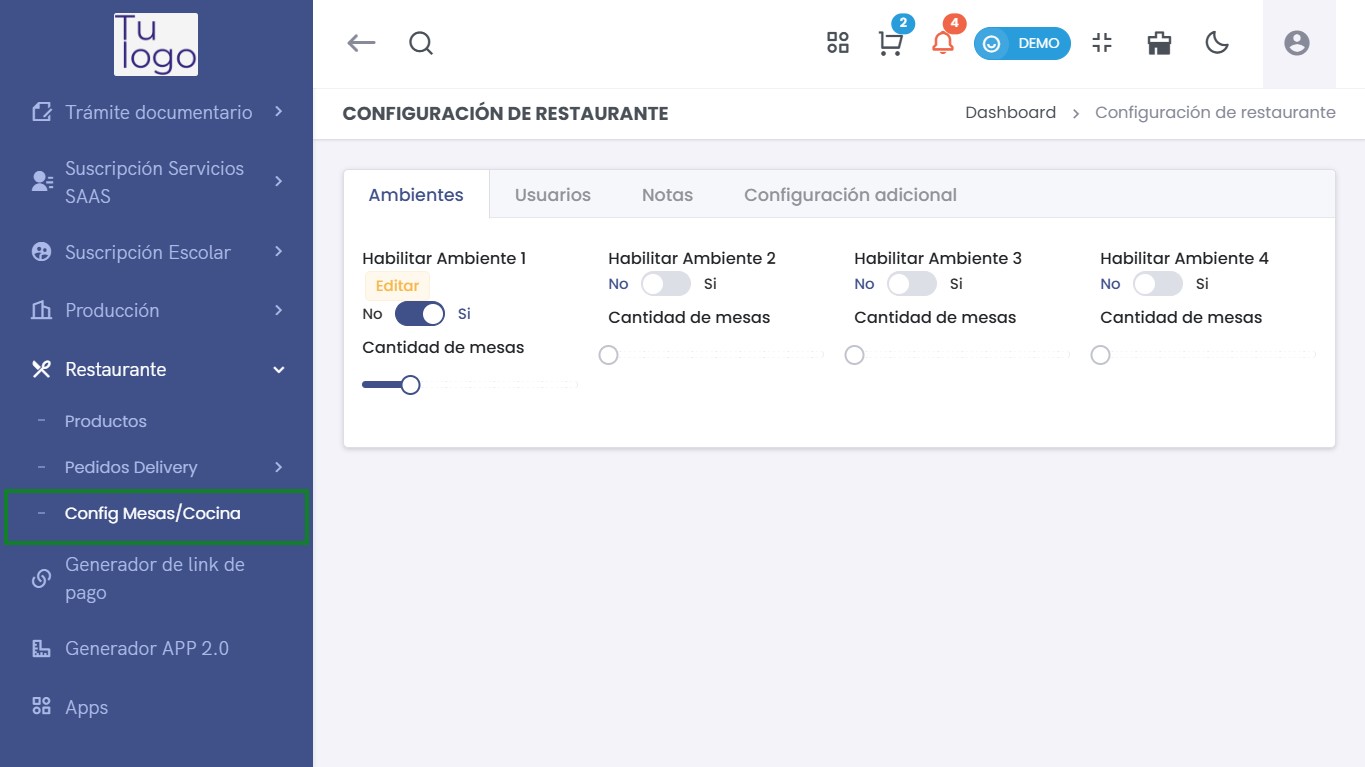 Tu
logo
Trámite documentario
Suscripción Servicios
SAAS
Suscripción Escolar
Producción
Restaurante
Productos
Pedidos Delivery
Config Mesas/Cocina
Generador de link de
pago
Generador APP 2.0
Apps
2
4
DEMO
CONFIGURACIÓN DE RESTAURANTE
Dashboard > Configuración de restaurante
Ambientes Usuarios Notas Configuración adicional
Habilitar Ambiente 1
Editar
No Si
Cantidad de mesas
Habilitar Ambiente 2
No Si
Cantidad de mesas
Habilitar Ambiente 3
No Si
Cantidad de mesas
Habilitar Ambiente 4
No Si
Cantidad de mesas